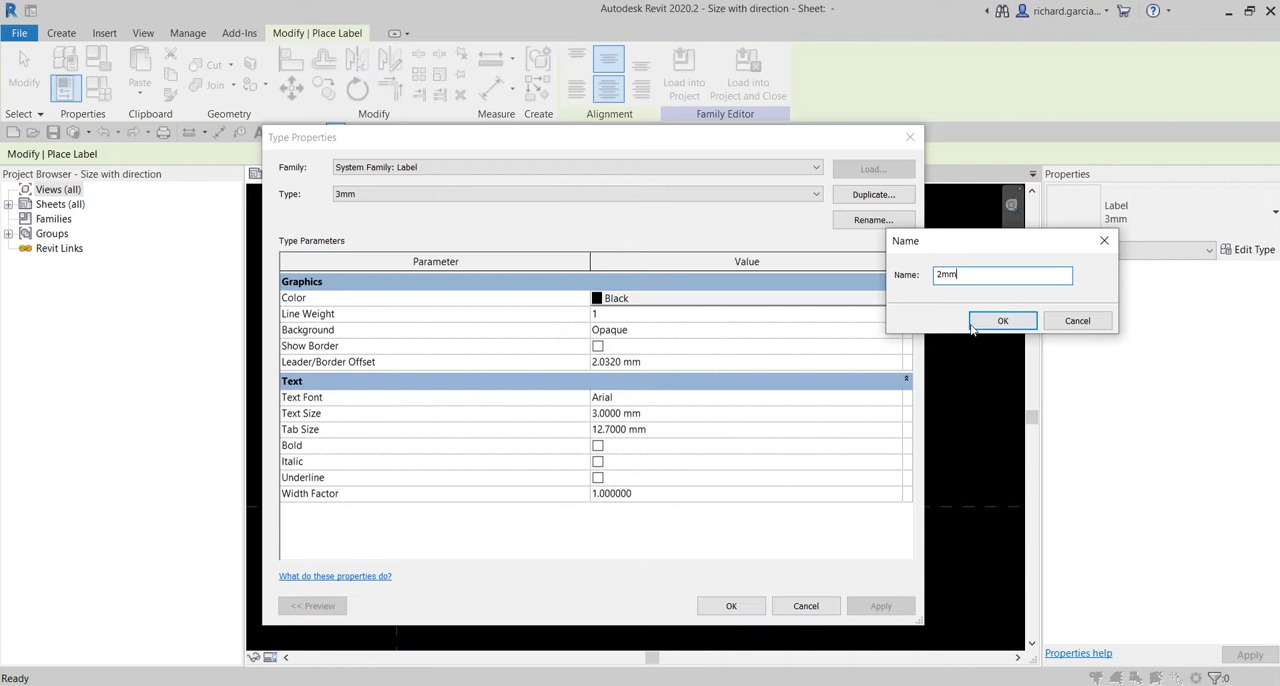 Autodesk Revit 2020.2 - Size with direction - Sheet: -
richard.garcia...
File Create Insert View Manage Add-Ins Modify | Place Label
Modify
Paste
Cut
Join
Load into
Project
Load into
Project and Close
Select Properties Clipboard Geometry Modify Measure Create Alignment Family Editor
Modify | Place Label
Project Browser - Size with direction
Views (all)
Sheets (all)
Families
Groups
Revit Links
Type Properties
Family: System Family: Label Load...
Type: 3mm Duplicate...
Rename...
Type Parameters
Parameter Value
Graphics
Color Black
Line Weight 1
Background Opaque
Show Border
Leader/Border Offset 2.0320 mm
Text
Text Font Arial
Text Size 3.0000 mm
Tab Size 12.7000 mm
Bold
Italic
Underline
Width Factor 1.000000
What do these properties do?
<< Preview OK Cancel Apply
Name
Name: 2mm
OK Cancel
Properties
Label
3mm
Edit Type
Properties help Apply
Ready
:0